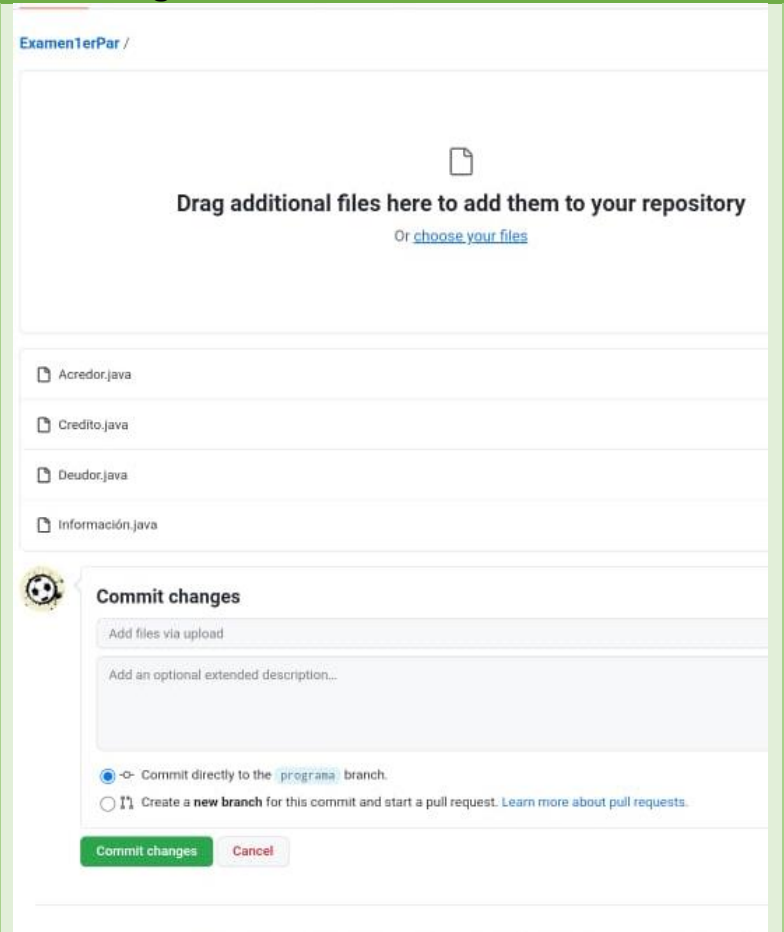 Examen1erPar /
Drag additional files here to add them to your repository
Or choose your files
Acredor.java
Credito.java
Deudor.java
Información.java
Commit changes
Add files via upload
Add an optional extended description...
Commit directly to the programa branch.
Create a new branch for this commit and start a pull request. Learn more about pull requests.
Commit changes Cancel